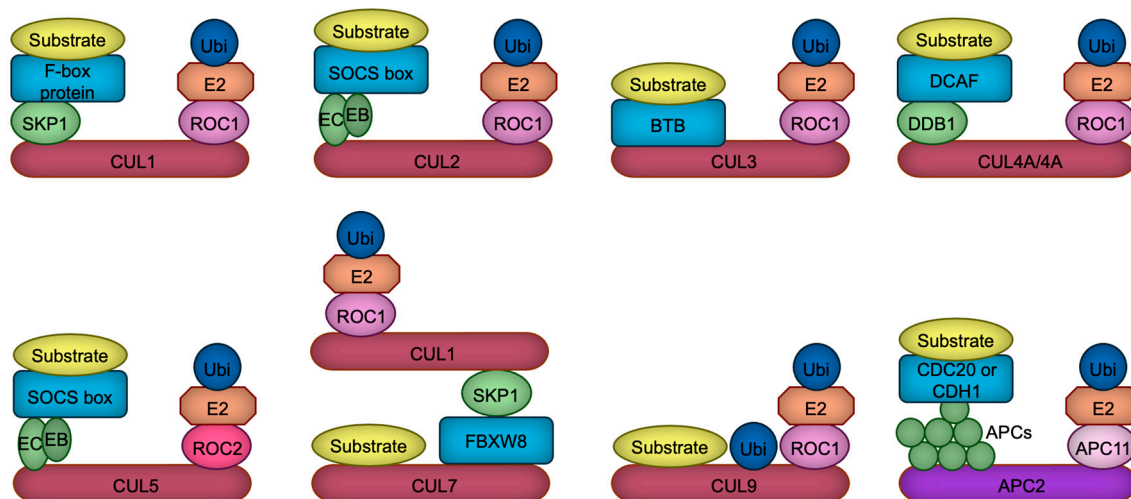 Substrate
Ubi
F-box
protein
E2
SKP1
ROC1
CUL1
Substrate
Ubi
SOCS box
E2
EC
EB
ROC1
CUL2
Ubi
Substrate
E2
BTB
ROC1
CUL3
Substrate
Ubi
DCAF
E2
DDB1
ROC1
CUL4A/4A
Substrate
Ubi
SOCS box
E2
EC
EB
ROC2
CUL5
Ubi
E2
ROC1
CUL1
SKP1
Substrate
FBXW8
CUL7
Ubi
E2
Substrate
Ubi
ROC1
CUL9
Substrate
Ubi
CDC20 or
CDH1
E2
APCs
APC11
APC2